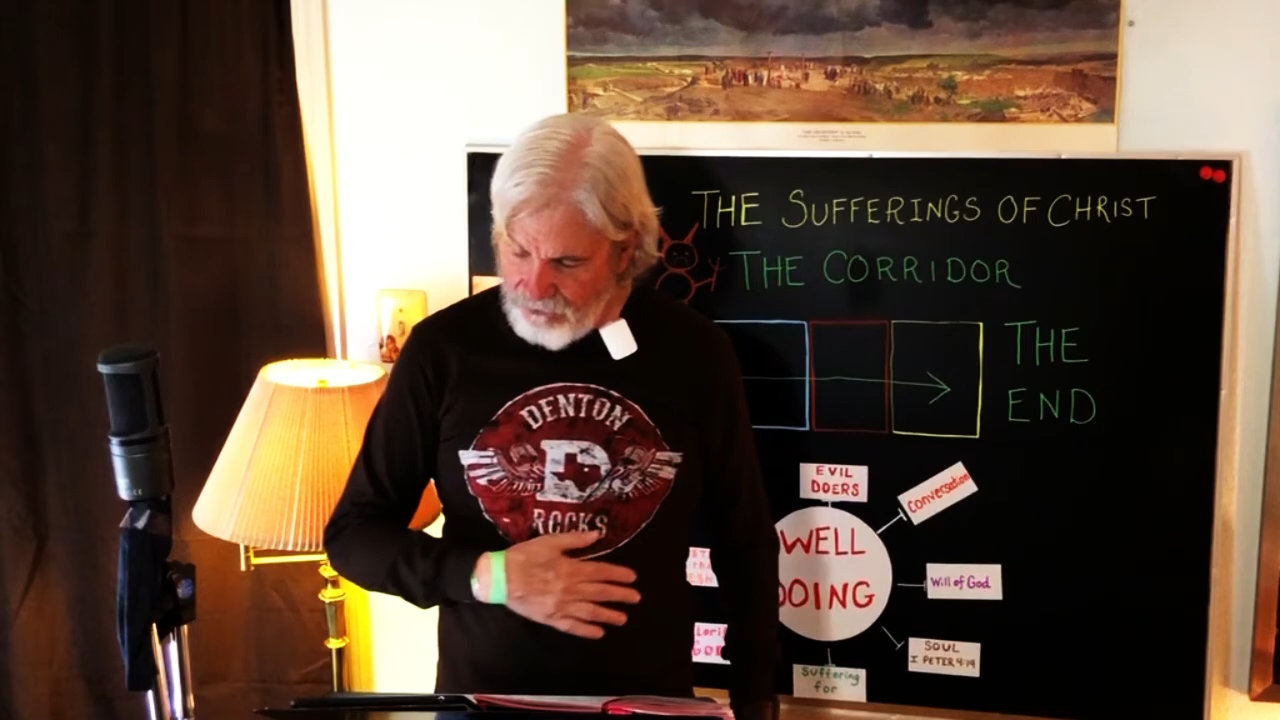 THE SUFFERINGS OF CHRIST
THE CORRIDOR
THE
END
DENTON
D
ROCKS
EVIL
DOERS
Conversation
WELL
DOING
Will of God
SOUL
I PETER 4:19
Suffering
for